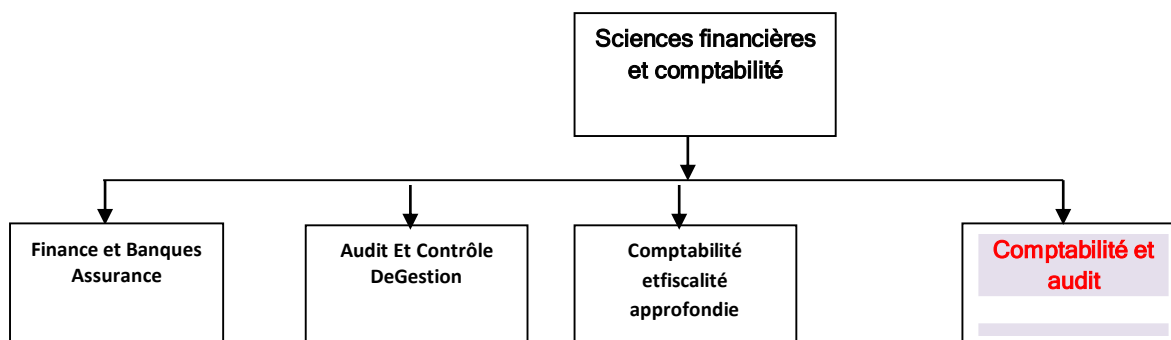 Sciences financières
et comptabilité
Finance et Banques
Assurance
Audit Et Contrôle
DeGestion
Comptabilité
etfiscalité
approfondie
Comptabilité et
audit